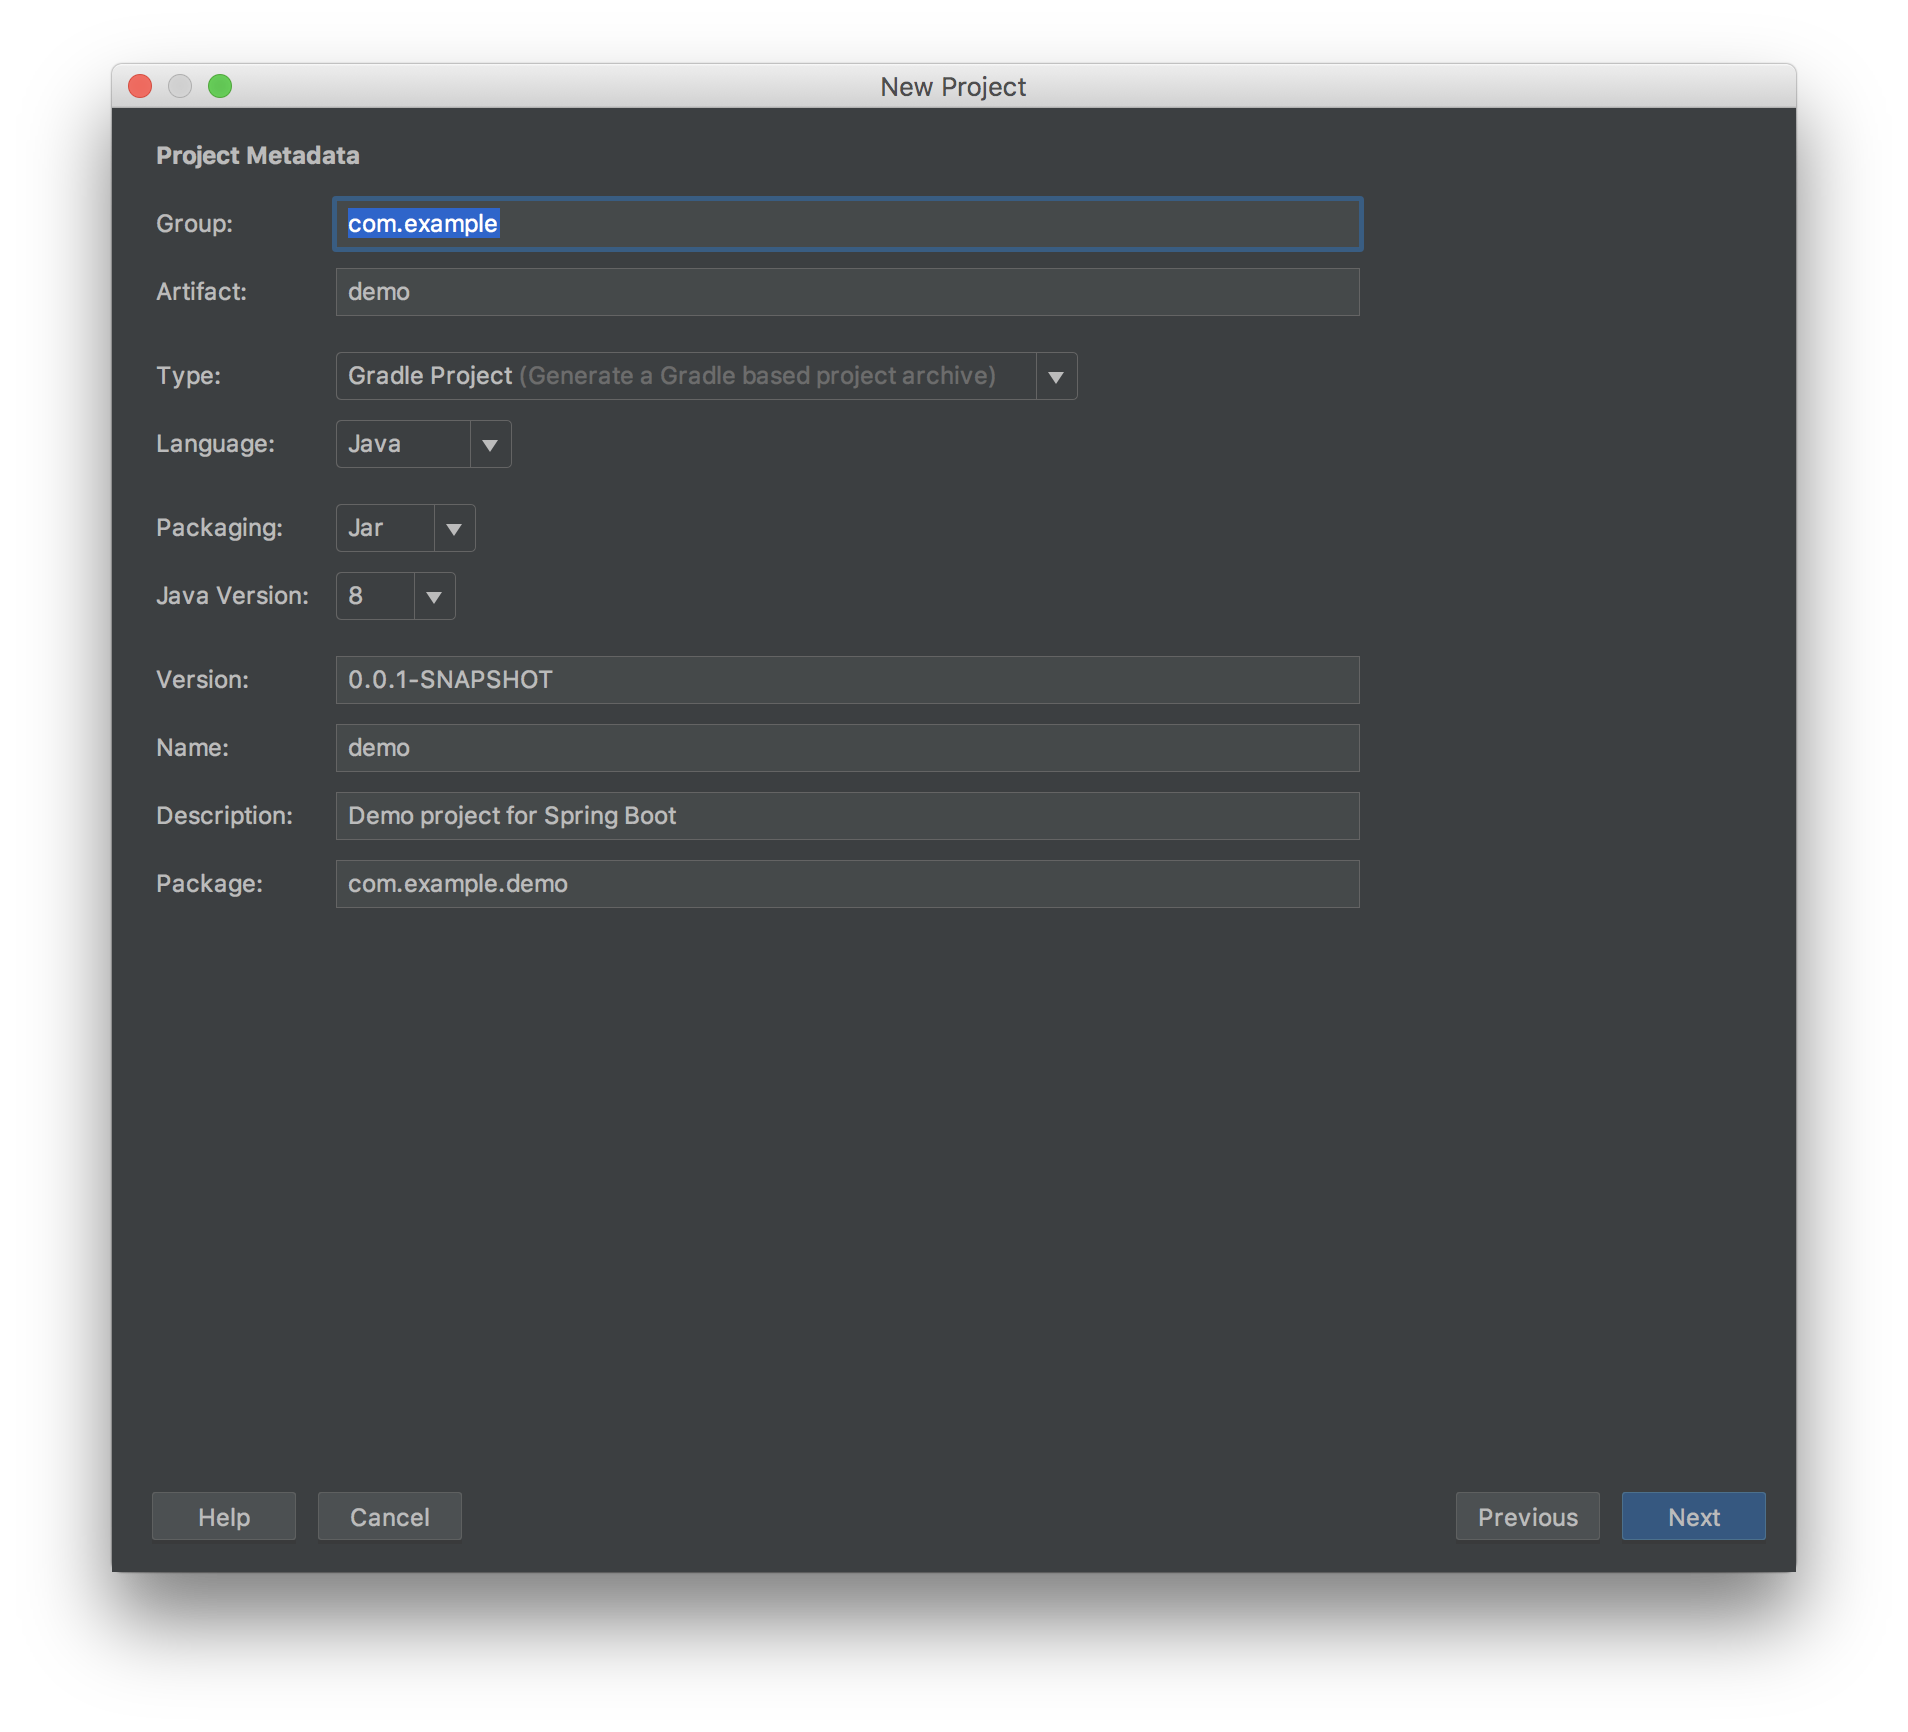 New Project
Project Metadata
Group: com.example
Artifact: demo
Type: Gradle Project (Generate a Gradle based project archive)
Language: Java
Packaging: Jar
Java Version: 8
Version: 0.0.1-SNAPSHOT
Name: demo
Description: Demo project for Spring Boot
Package: com.example.demo
Help Cancel Previous Next